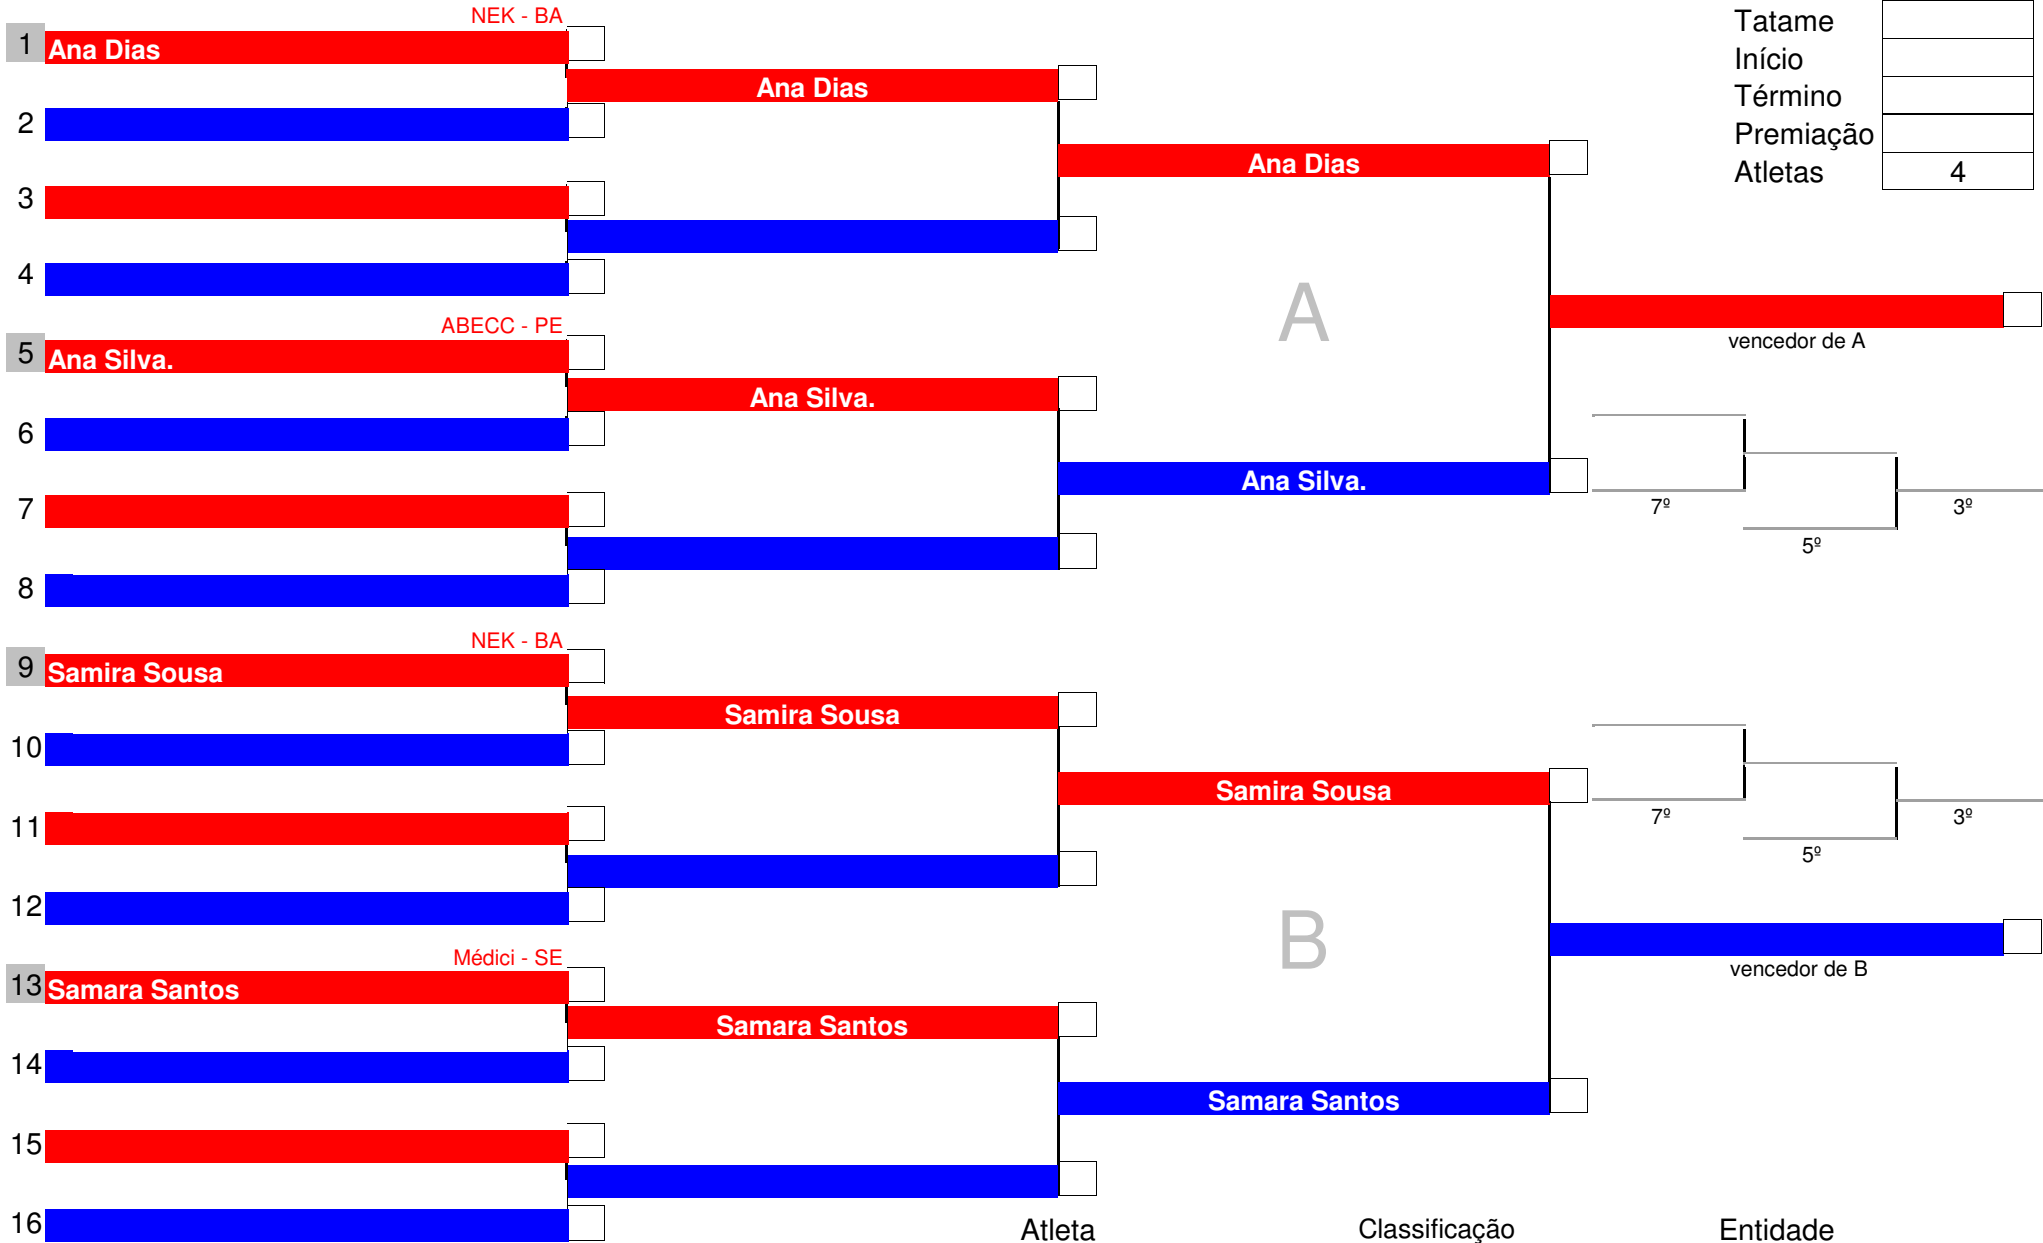 NEK - BA
1 Ana Dias
Ana Dias
2
Ana Dias
3
4
ABECC - PE
5 Ana Silva.
Ana Silva.
6
Ana Silva.
7
8
NEK - BA
9 Samira Sousa
Samira Sousa
10
Samira Sousa
11
12
Médici - SE
13 Samara Santos
Samara Santos
14
Samara Santos
15
16
A
B
Tatame
Início
Término
Premiação
Atletas 4
vencedor de A
7º
3º
5º
7º
3º
5º
vencedor de B
Atleta Classificação Entidade